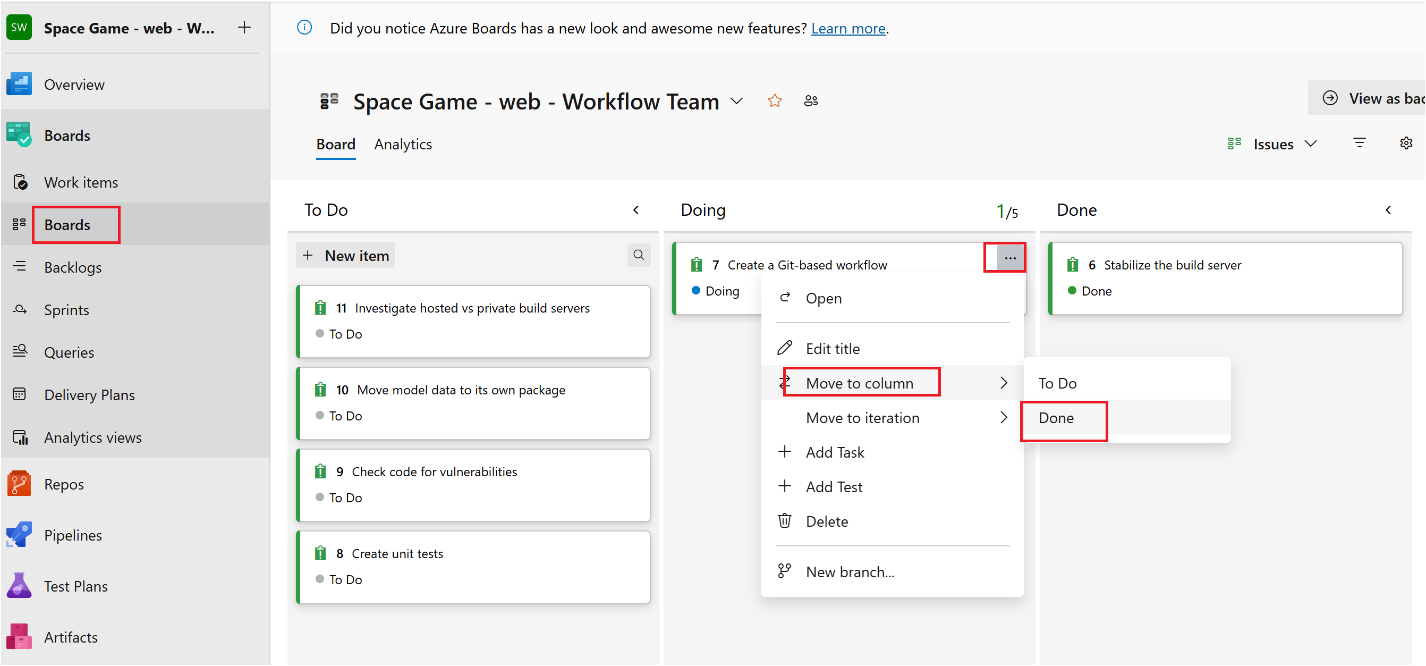 SW Space Game - web - W... +
Did you notice Azure Boards has a new look and awesome new features? Learn more.
Overview
Boards
Work items
Boards
Backlogs
Sprints
Queries
Delivery Plans
Analytics views
Repos
Pipelines
Test Plans
Artifacts
Space Game - web - Workflow Team
View as bac
Board Analytics
Issues
To Do
+ New item
11 Investigate hosted vs private build servers
To Do
10 Move model data to its own package
To Do
9 Check code for vulnerabilities
To Do
8 Create unit tests
To Do
Doing 1/5
7 Create a Git-based workflow ...
Doing
Open
Edit title
Move to column
Move to iteration
+ Add Task
+ Add Test
Delete
New branch...
To Do
Done
Done
6 Stabilize the build server
Done